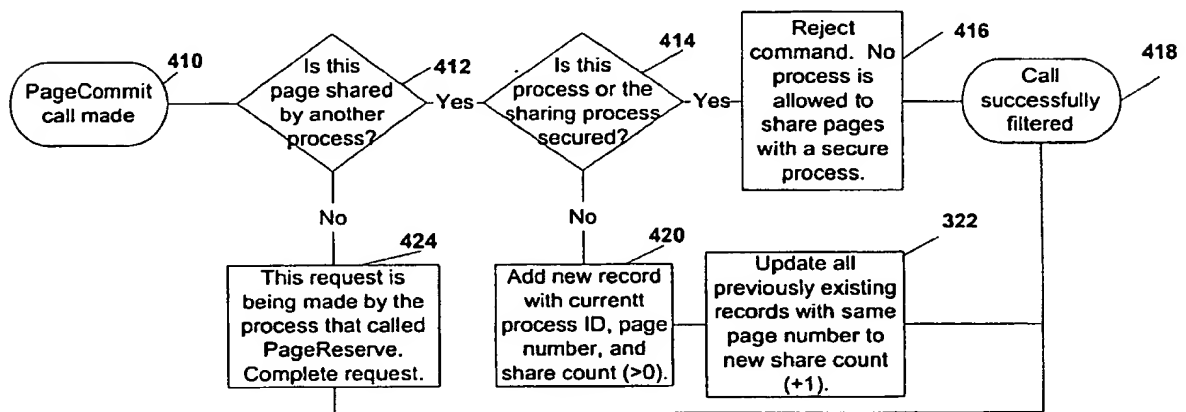 410
PageCommit
call made
Is this
page shared
by another
process?
412
Yes
Is this
process or the
sharing process
secured?
414
Yes
Reject
command. No
process is
allowed to
share pages
with a secure
process.
416
Call
successfully
filtered
418
No
424
This request is
being made by the
process that called
PageReserve.
Complete request.
No
420
Add new record
with currentt
process ID, page
number, and
share count (>0).
322
Update all
previously existing
records with same
page number to
new share count
(+1).